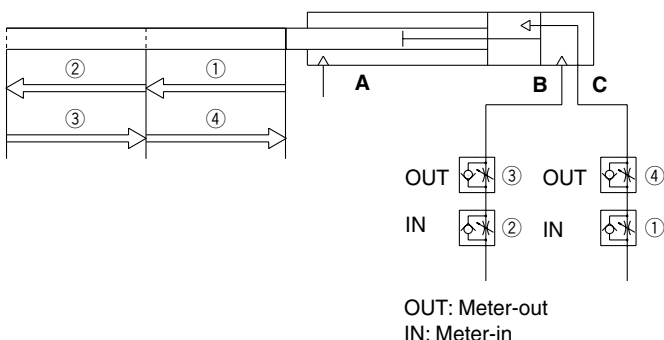 ② ①
③ ④
A B C
OUT ③ OUT ④
IN ② IN ①
OUT: Meter-out
IN: Meter-in